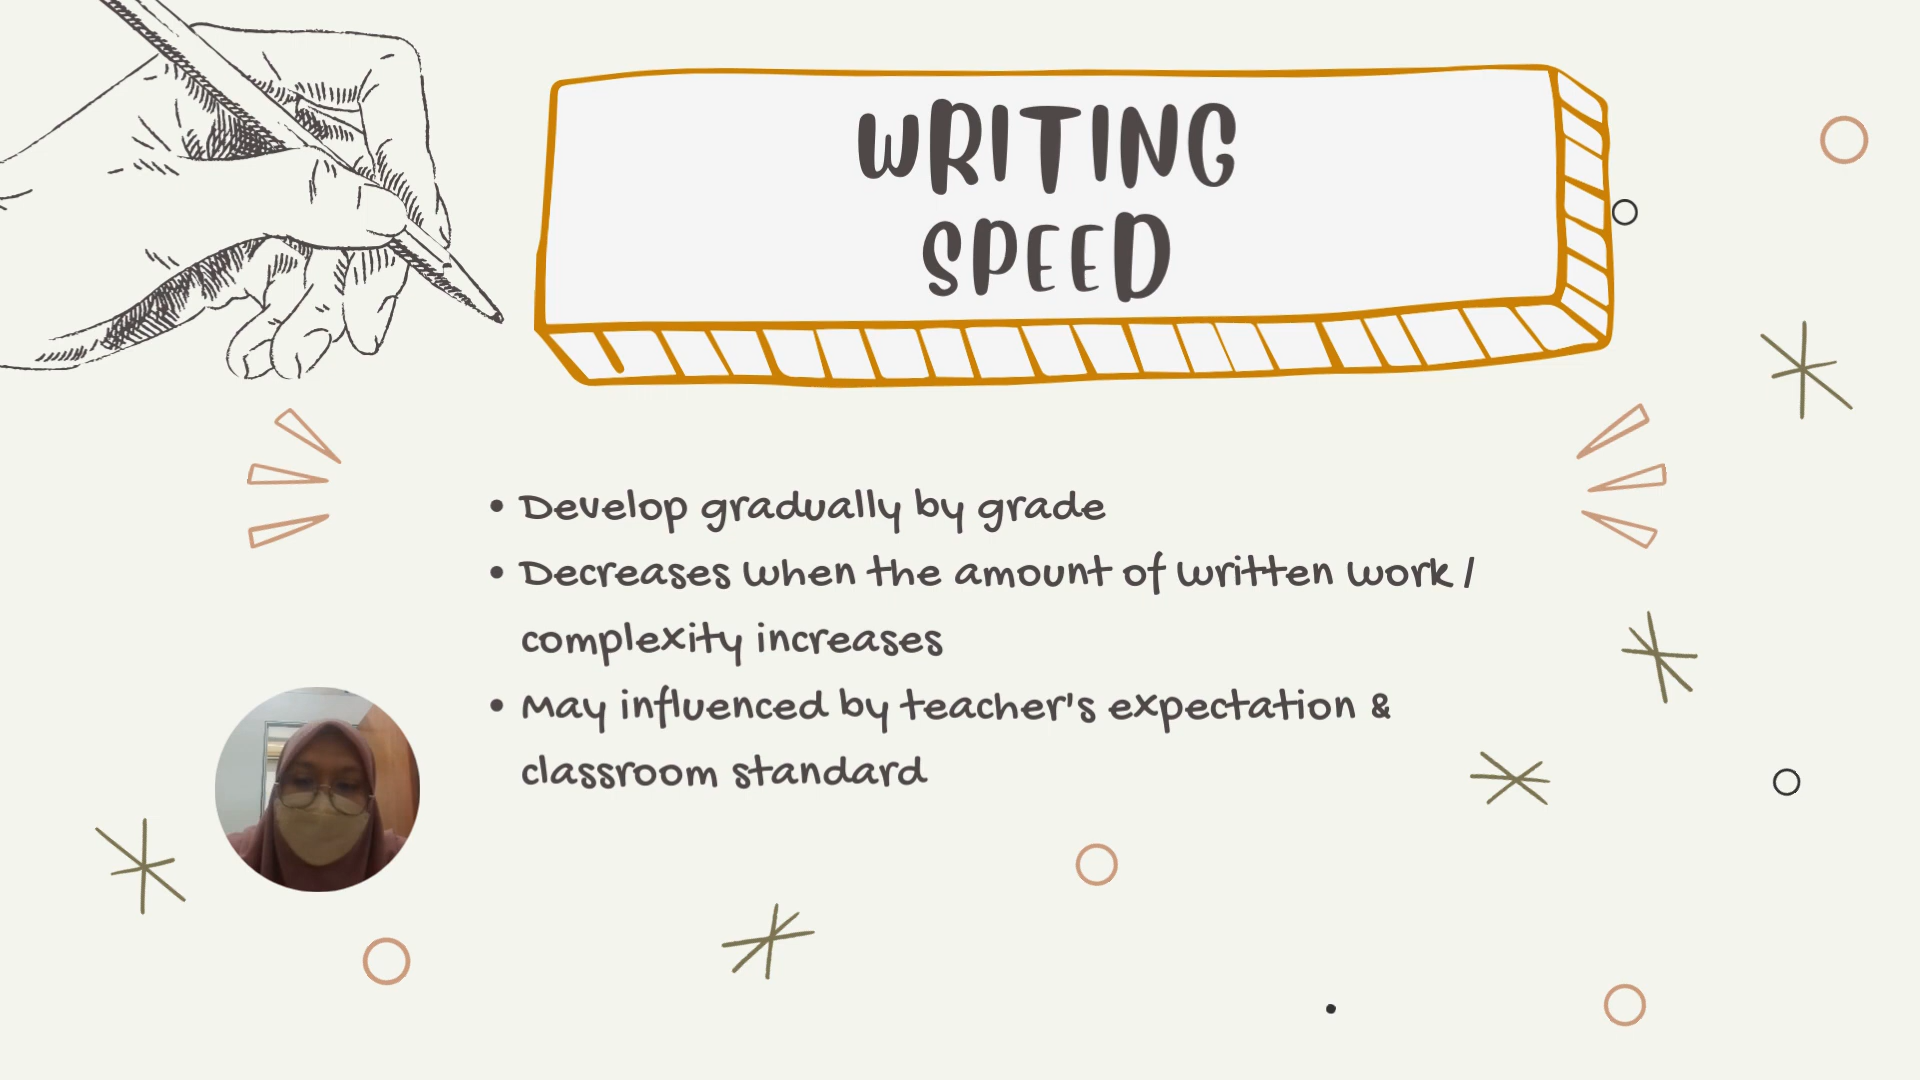 WRITING
SPEED
• Develop gradually by grade
• Decreases when the amount of written work /
complexity increases
• May influenced by teacher's expectation &
classroom standard